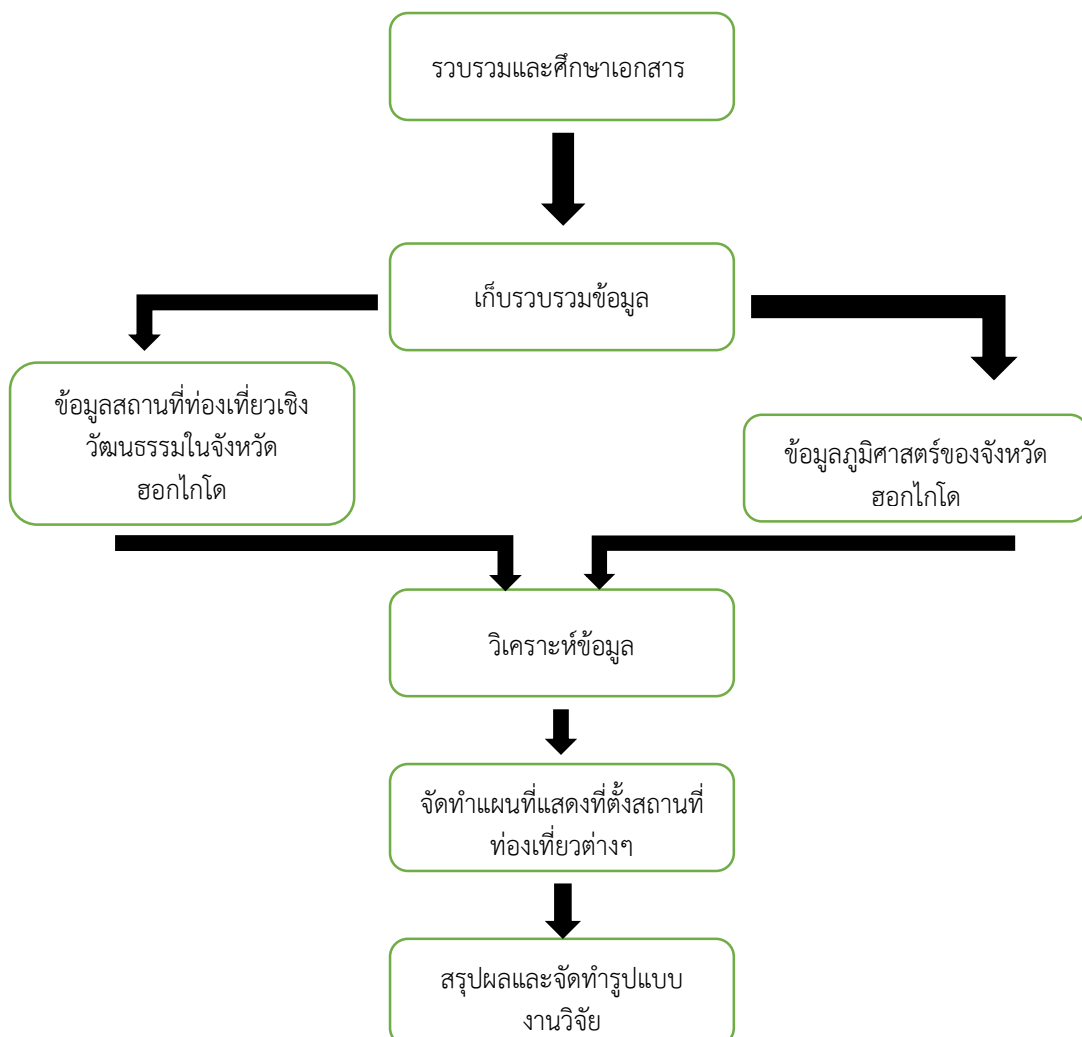 รวบรวมและศึกษาเอกสาร
เก็บรวบรวมข้อมูล
ข้อมูลสถานที่ท่องเที่ยวเชิง
วัฒนธรรมในจังหวัด
ฮอกไกโด
ข้อมูลภูมิศาสตร์ของจังหวัด
ฮอกไกโด
วิเคราะห์ข้อมูล
จัดทำแผนที่แสดงที่ตั้งสถานที่
ท่องเที่ยวต่างๆ
สรุปผลและจัดทำรูปแบบ
งานวิจัย